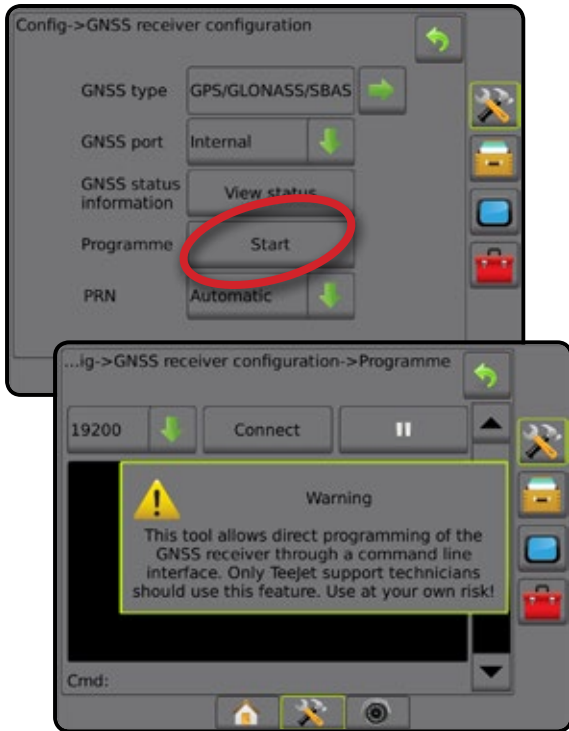 Config->GNSS receiver configuration
GNSS type GPS/GLONASS/SBAS
GNSS port Internal
GNSS status
information View status
Programme Start
PRN Automatic
...ig->GNSS receiver configuration->Programme
19200 Connect
Warning
This tool allows direct programming of the
GNSS receiver through a command line
interface. Only TeeJet support technicians
should use this feature. Use at your own risk!
Cmd: